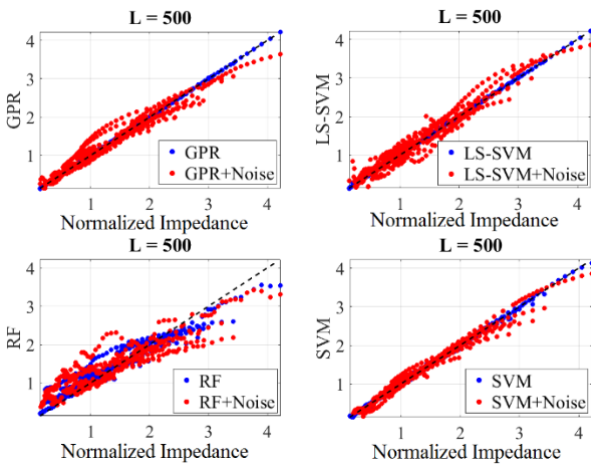 L = 500
4
3
2
1
GPR
GPR
GPR+Noise
1 2 3 4
Normalized Impedance
L = 500
4
3
2
1
LS-SVM
LS-SVM
LS-SVM+Noise
1 2 3 4
Normalized Impedance
L = 500
4
3
2
1
RF
RF
RF+Noise
1 2 3 4
Normalized Impedance
L = 500
4
3
2
1
SVM
SVM
SVM+Noise
1 2 3 4
Normalized Impedance